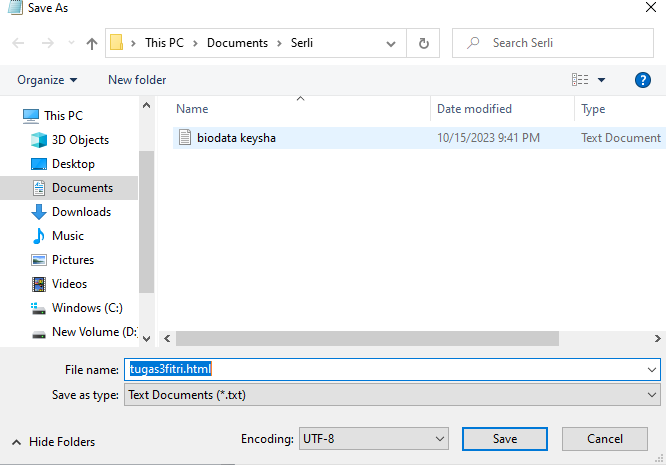 Save As
This PC > Documents > Serli
Search Serli
Organize
New folder
This PC
3D Objects
Desktop
Documents
Downloads
Music
Pictures
Videos
Windows (C:)
New Volume (D:
Name
Date modified
Type
biodata keysha
10/15/2023 9:41 PM
Text Document
File name:
tugas3fitri.html
Save as type:
Text Documents (*.txt)
Hide Folders
Encoding:
UTF-8
Save
Cancel